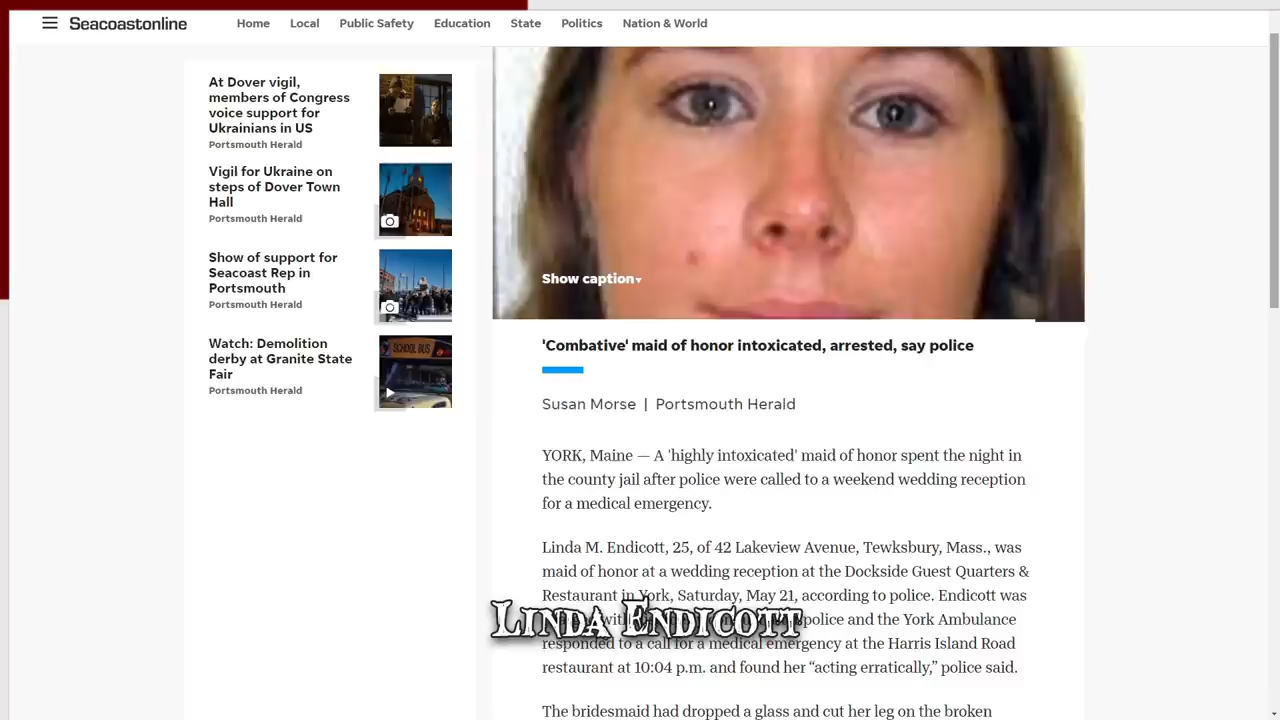 Seacoastonline
Home Local Public Safety Education State Politics Nation & World
At Dover vigil,
members of Congress
voice support for
Ukrainians in US
Portsmouth Herald
Vigil for Ukraine on
steps of Dover Town
Hall
Portsmouth Herald
Show of support for
Seacoast Rep in
Portsmouth
Portsmouth Herald
Watch: Demolition
derby at Granite State
Fair
Portsmouth Herald
SCHOOL BUS
Show caption
'Combative' maid of honor intoxicated, arrested, say police
Susan Morse | Portsmouth Herald
YORK, Maine — A 'highly intoxicated' maid of honor spent the night in
the county jail after police were called to a weekend wedding reception
for a medical emergency.
Linda M. Endicott, 25, of 42 Lakeview Avenue, Tewksbury, Mass., was
maid of honor at a wedding reception at the Dockside Guest Quarters &
Restaurant in York, Saturday, May 21, according to police. Endicott was
police and the York Ambulance
LINDA ENDICOTT
responded to a call for a medical emergency at the Harris Island Road
restaurant at 10:04 p.m. and found her “acting erratically,” police said.
The bridesmaid had dropped a glass and cut her leg on the broken